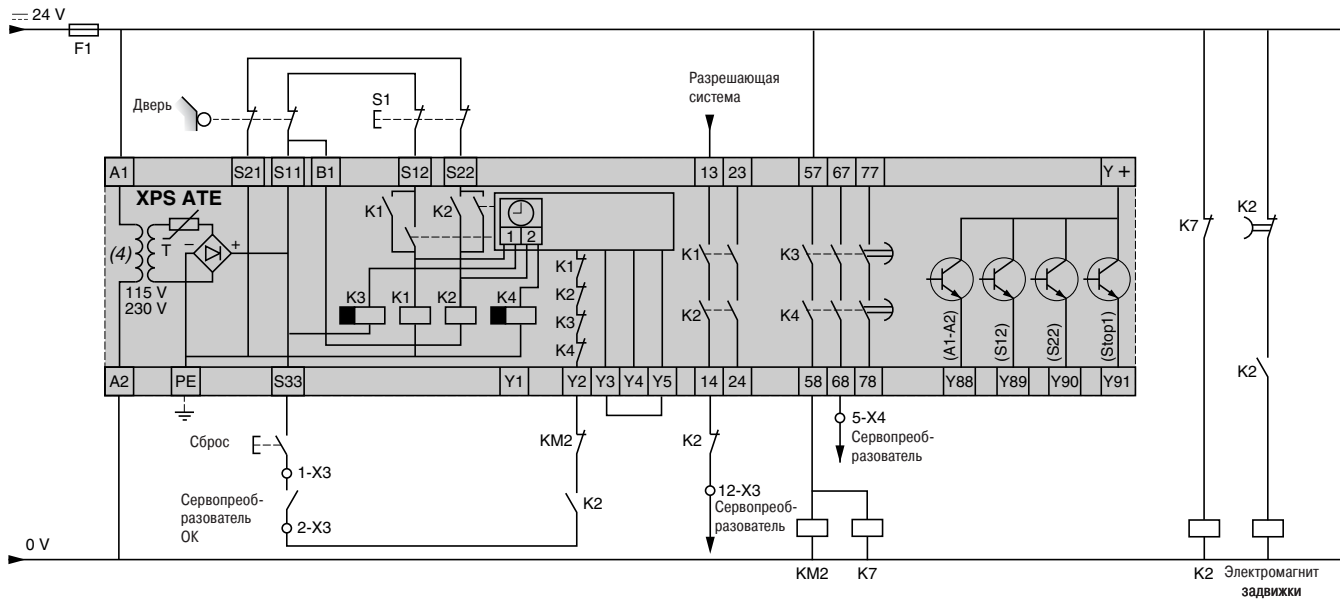 24 V
F1
Дверь
S1
Разрешающая
система
A1 S21 S11 B1 S12 S22 13 23 57 67 77 Y +
XPS ATE
(4)
T
− +
115 V
230 V
K1 K2
1 2
K3 K1 K2 K4
K1
K2
K3
K4
K1
K2
K3
K4
(A1-A2)
(S12)
(S22)
(Stop1)
K7
K2
K2
A2 PE S33 Y1 Y2 Y3 Y4 Y5 14 24 58 68 78 Y88 Y89 Y90 Y91
Сброс
1-X3
Сервопреоб-
разователь
OK
2-X3
KM2
K2
K2
12-X3
Сервопреоб-
разователь
5-X4
Сервопреоб-
разователь
0 V
KM2 K7 K2
Электромагнит
задвижки